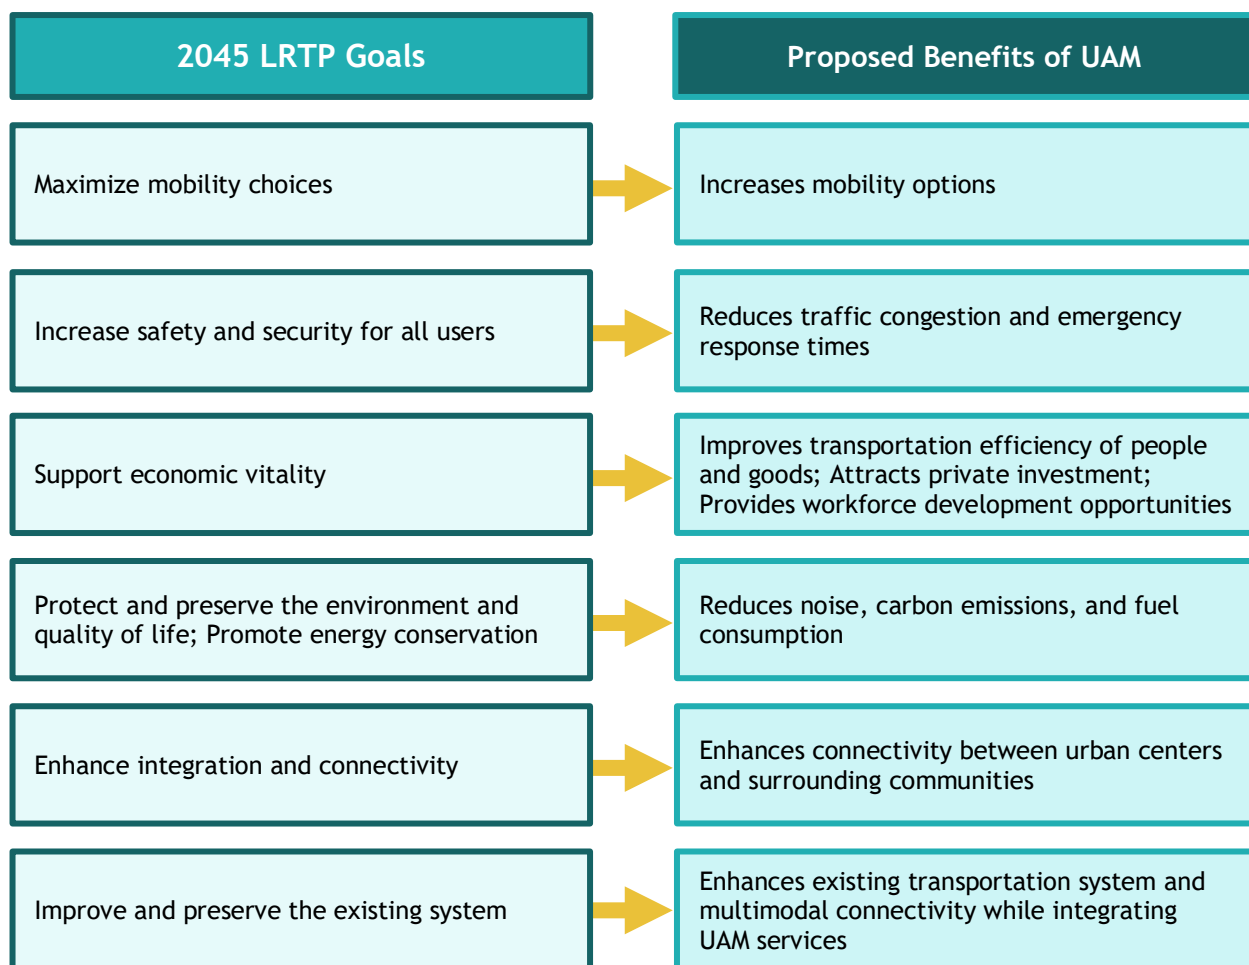 2045 LRTP Goals
Proposed Benefits of UAM
Maximize mobility choices
Increases mobility options
Increase safety and security for all users
Reduces traffic congestion and emergency
response times
Support economic vitality
Improves transportation efficiency of people
and goods; Attracts private investment;
Provides workforce development opportunities
Protect and preserve the environment and
quality of life; Promote energy conservation
Reduces noise, carbon emissions, and fuel
consumption
Enhance integration and connectivity
Enhances connectivity between urban centers
and surrounding communities
Improve and preserve the existing system
Enhances existing transportation system and
multimodal connectivity while integrating
UAM services